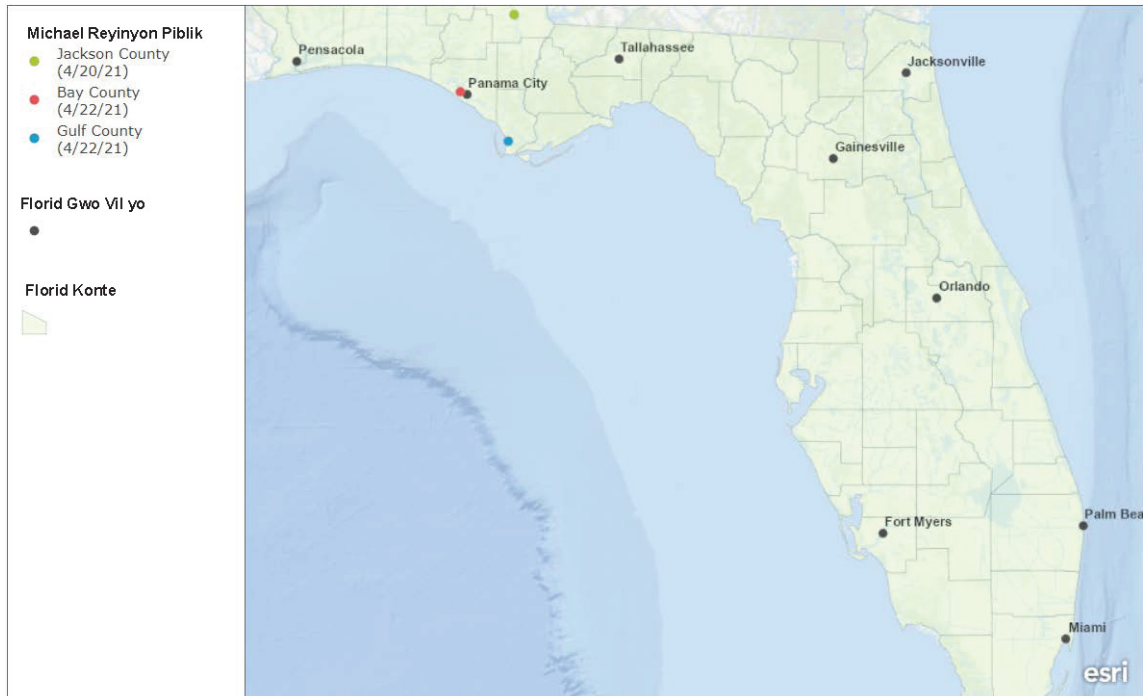 Michael Reyinyon Piblik
Jackson County
(4/20/21)
Bay County
(4/22/21)
Gulf County
(4/22/21)
Florid Gwo Vil yo
Florid Konte
Pensacola
Tallahassee
Jacksonville
Panama City
Gainesville
Orlando
Fort Myers
Palm Bea
Miami
esri